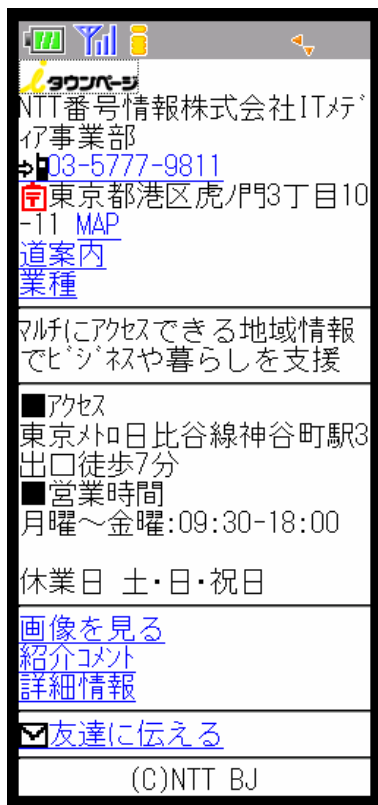 iタウンページ
NTT番号情報株式会社ITﾒﾃﾞ
ｨｱ事業部
03-5777-9811
〒東京都港区虎ﾉ門3丁目10
-11 MAP
道案内
業種
ﾏﾙﾁにｱｸｾｽできる地域情報
でﾋﾞｼﾞﾈｽや暮らしを支援
■ｱｸｾｽ
東京ﾒﾄﾛ日比谷線神谷町駅3
出口徒歩7分
■営業時間
月曜～金曜:09:30-18:00
休業日 土･日･祝日
画像を見る
紹介ｺﾒﾝﾄ
詳細情報
友達に伝える
(C)NTT BJ